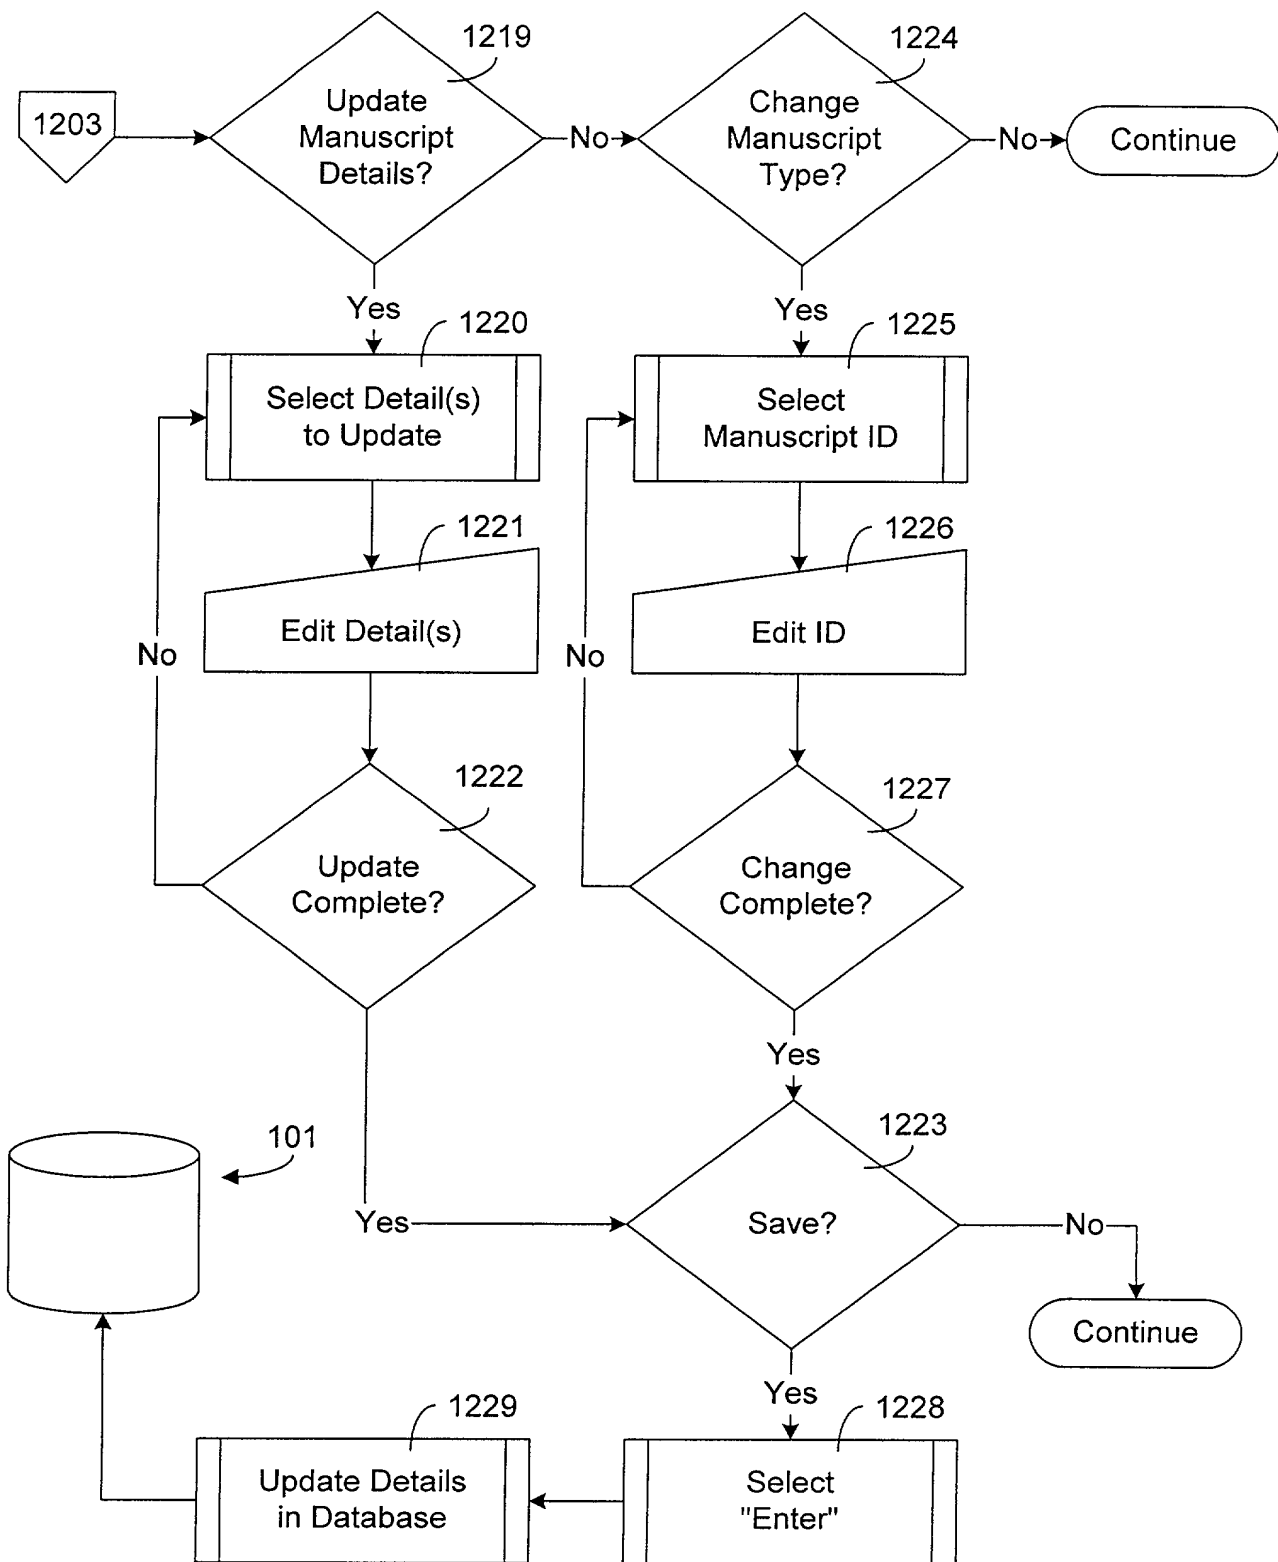 1219
1224
1203
Update
Manuscript
Details?
No
Change
Manuscript
Type?
No
Continue
Yes
Yes
1220
1225
Select Detail(s)
to Update
Select
Manuscript ID
1221
1226
Edit Detail(s)
Edit ID
No
No
1222
1227
Update
Complete?
Change
Complete?
Yes
101
1223
Yes
Save?
No
Continue
Yes
1229
1228
Update Details
in Database
Select
"Enter"